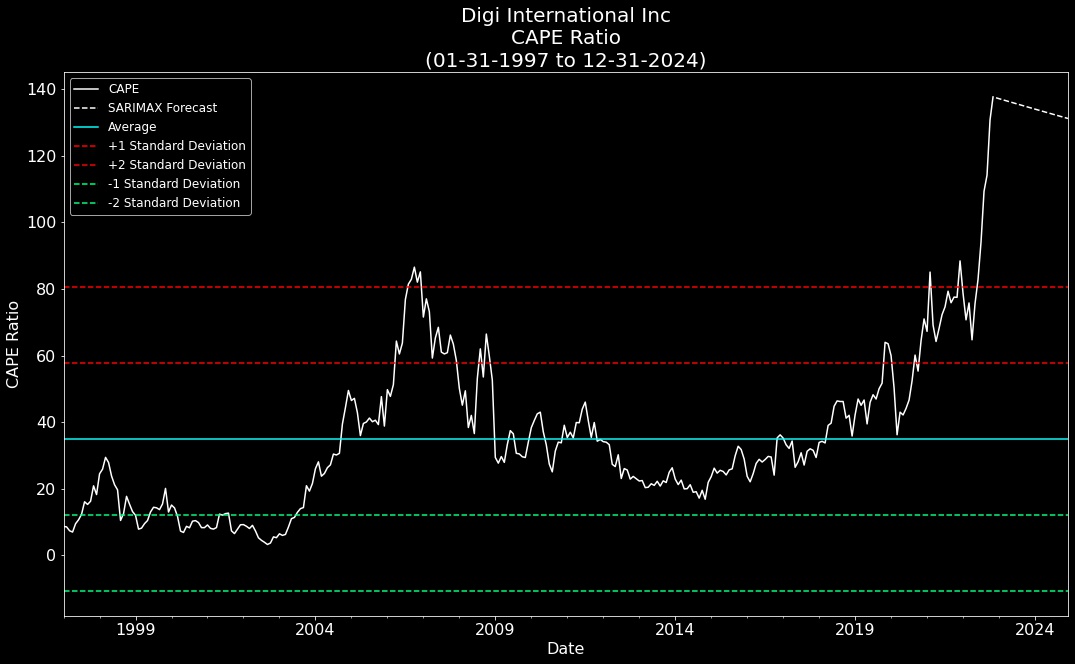 Digi International Inc
CAPE Ratio
(01-31-1997 to 12-31-2024)
CAPE
SARIMAX Forecast
Average
+1 Standard Deviation
+2 Standard Deviation
-1 Standard Deviation
-2 Standard Deviation
CAPE Ratio
140
120
100
80
60
40
20
0
1999
2004
2009
2014
2019
2024
Date